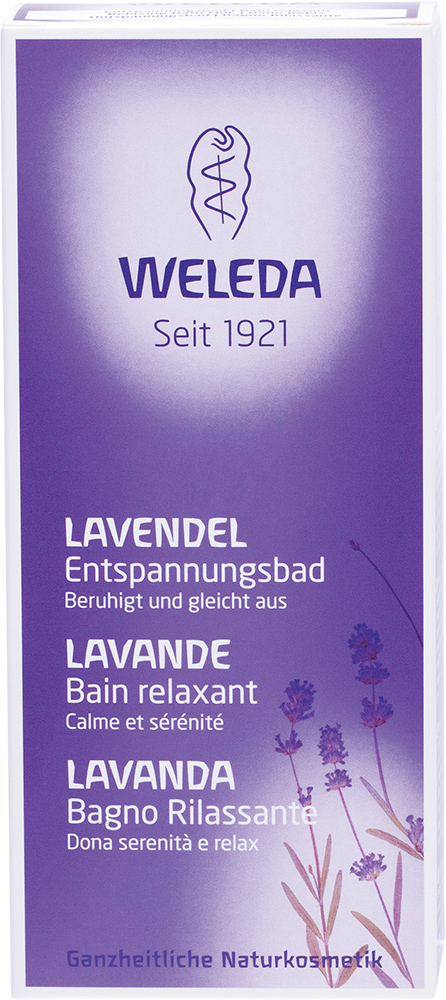 WELEDA
Seit 1921
LAVENDEL
Entspannungsbad
Beruhigt und gleicht aus
LAVANDE
Bain relaxant
Calme et sérénité
LAVANDA
Bagno Rilassante
Dona serenità e relax
Ganzheitliche Naturkosmetik